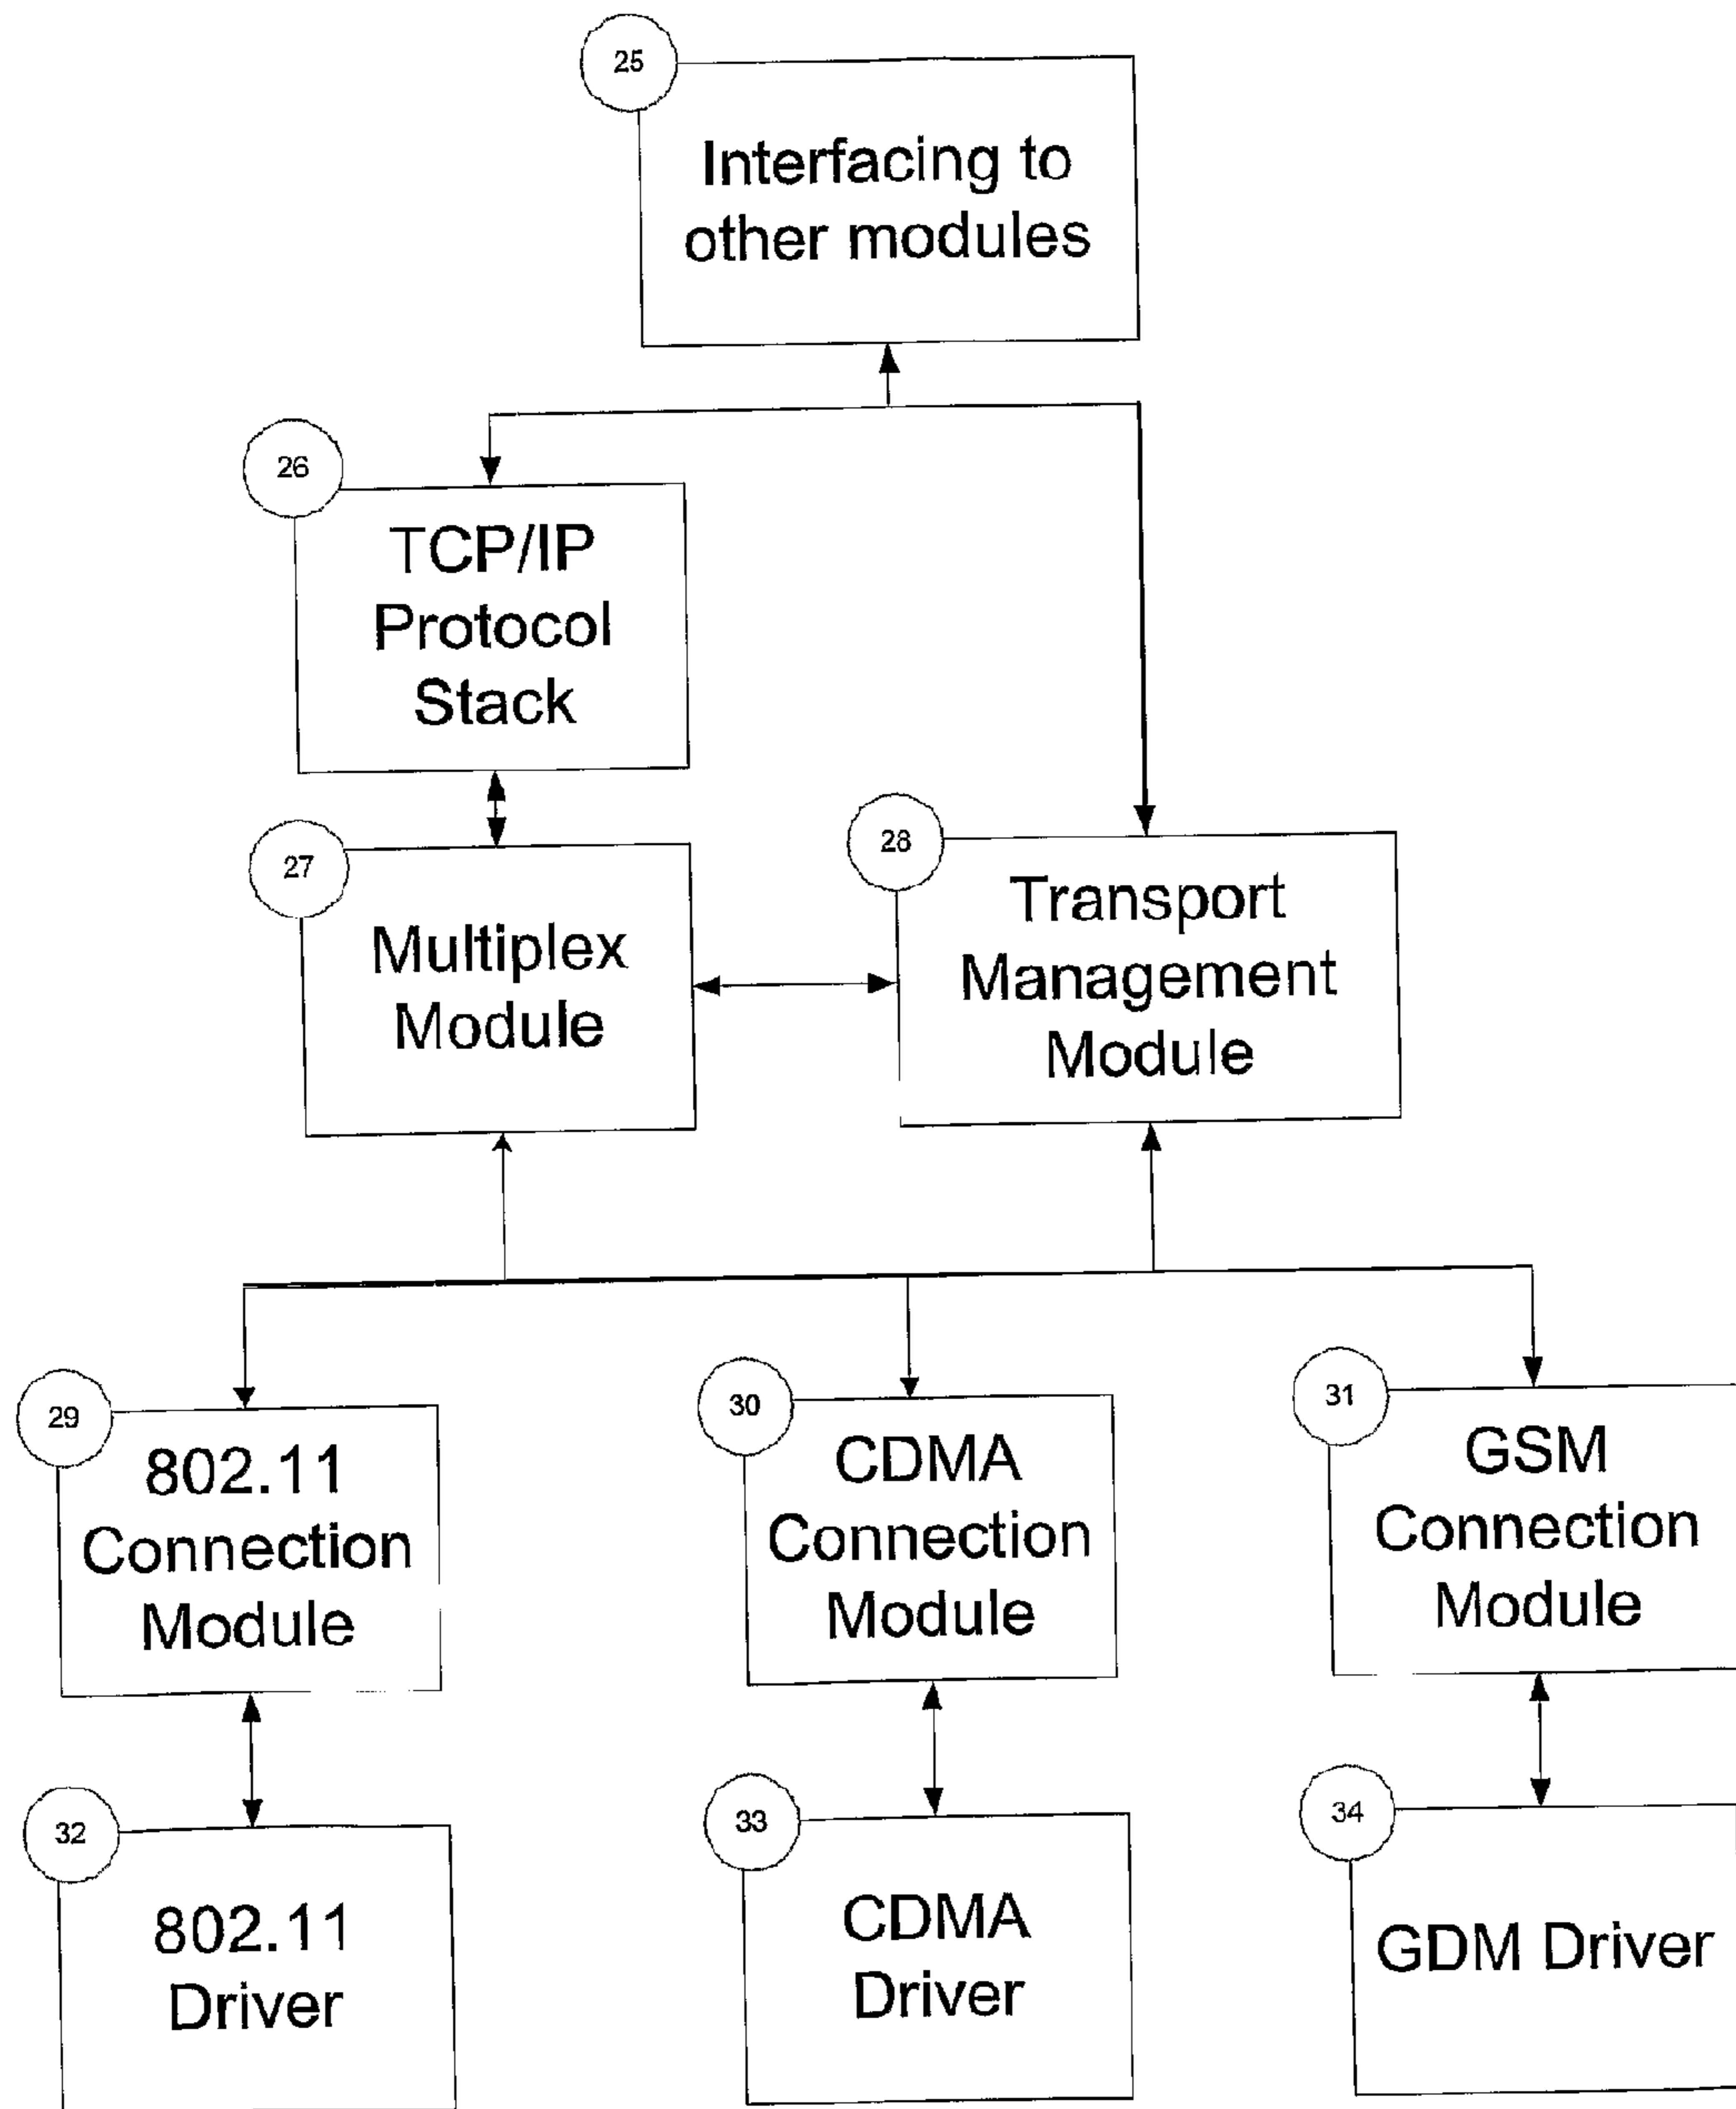 25
Interfacing to
other modules
26
TCP/IP
Protocol
Stack
27
Multiplex
Module
28
Transport
Management
Module
29
802.11
Connection
Module
30
CDMA
Connection
Module
31
GSM
Connection
Module
32
802.11
Driver
33
CDMA
Driver
34
GDM Driver